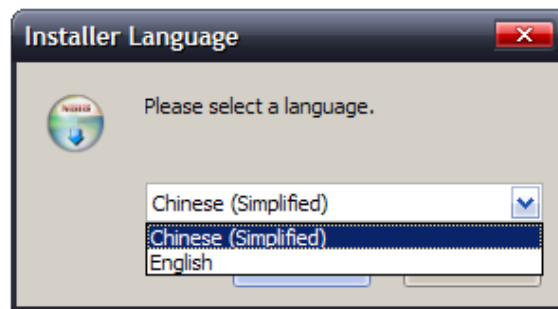 Installer Language
Please select a language.
Chinese (Simplified)
Chinese (Simplified)
English